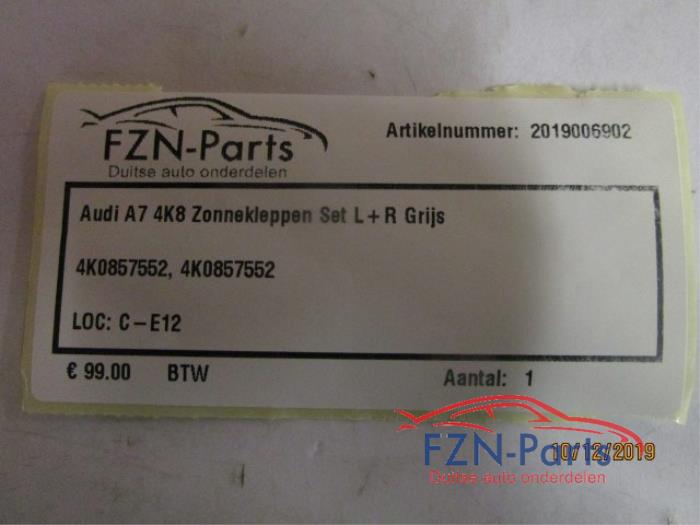 FZN-Parts
Duitse auto onderdelen
Artikelnummer: 2019006902
Audi A7 4K8 Zonnekleppen Set L+R Grijs
4K0857552, 4K0857552
LOC: C-E12
€ 99.00 BTW Aantal: 1
FZN-Parts
Duitse auto onderdelen
10/12/2019